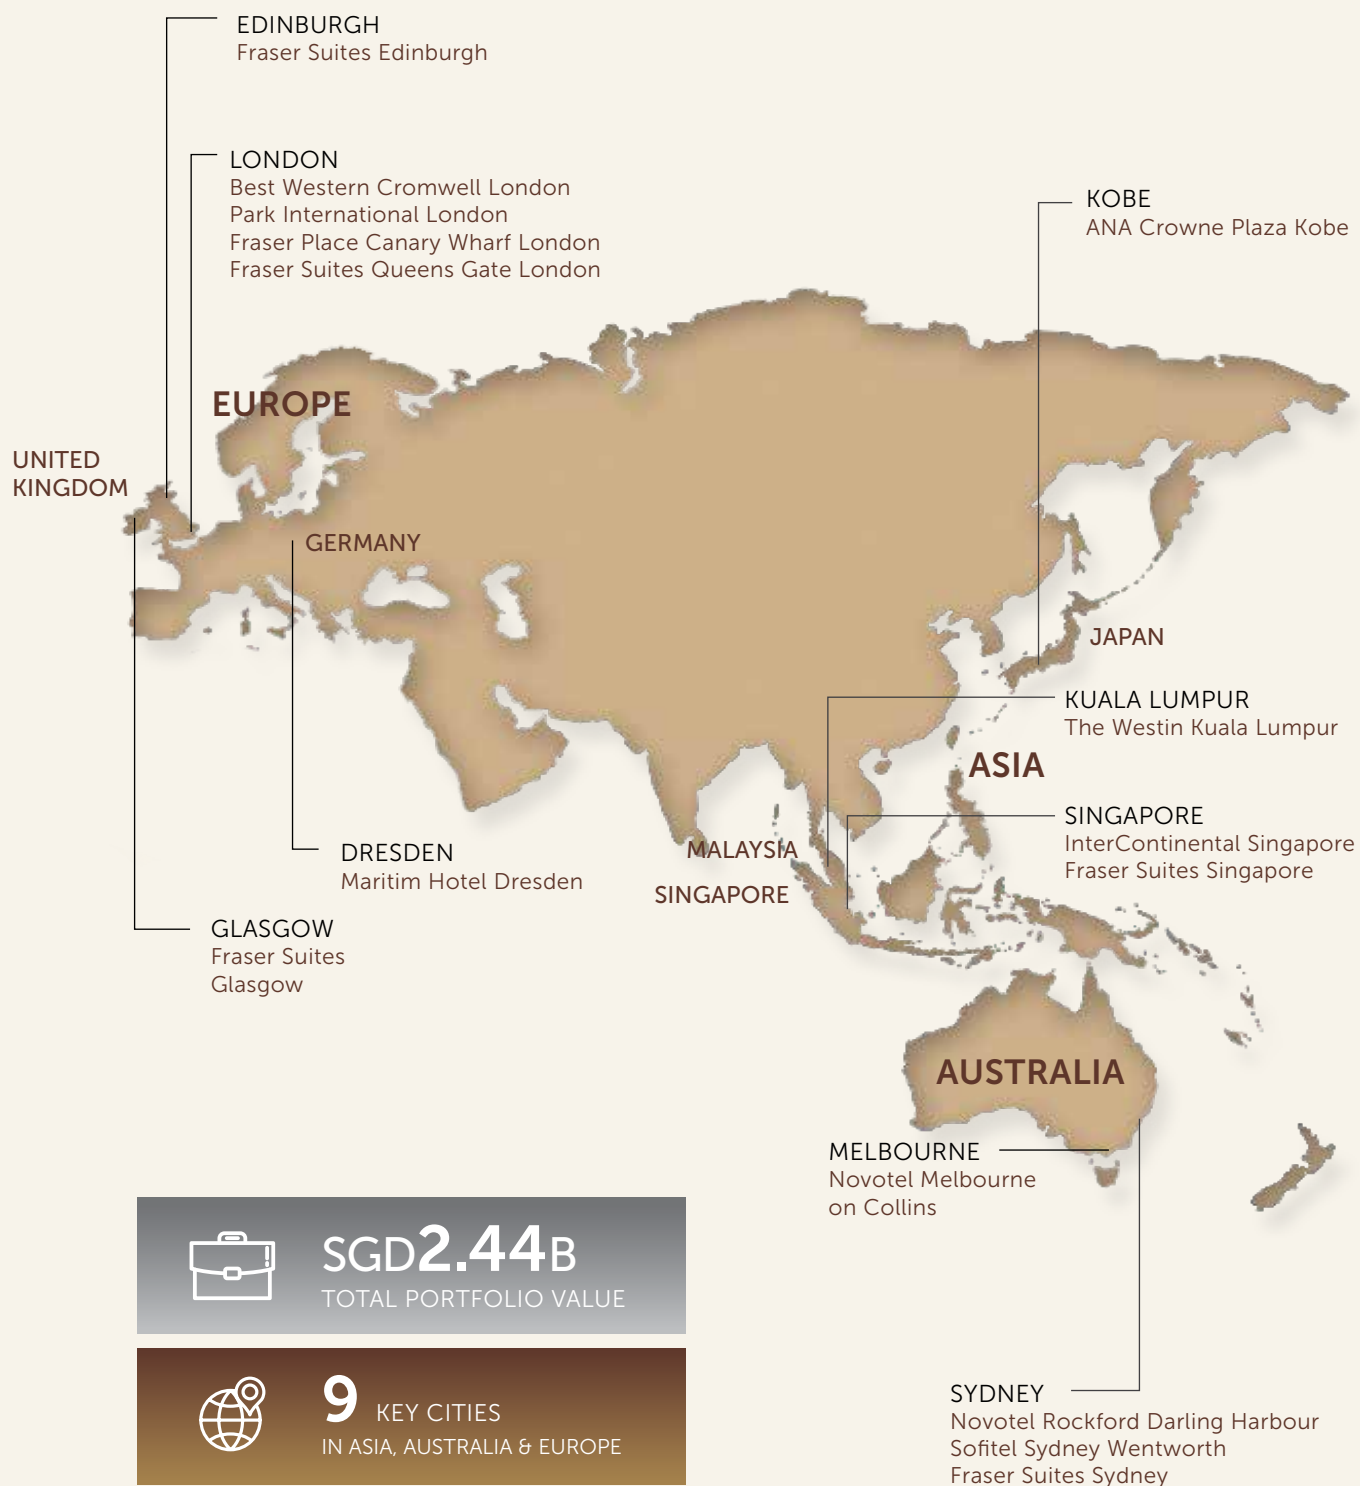 EDINBURGH
Fraser Suites Edinburgh
LONDON
Best Western Cromwell London
Park International London
Fraser Place Canary Wharf London
Fraser Suites Queens Gate London
KOBE
ANA Crowne Plaza Kobe
EUROPE
UNITED
KINGDOM
GERMANY
JAPAN
KUALA LUMPUR
The Westin Kuala Lumpur
ASIA
SINGAPORE
InterContinental Singapore
Fraser Suites Singapore
MALAYSIA
SINGAPORE
DRESDEN
Maritim Hotel Dresden
GLASGOW
Fraser Suites
Glasgow
AUSTRALIA
MELBOURNE
Novotel Melbourne
on Collins
SGD2.44B
TOTAL PORTFOLIO VALUE
9 KEY CITIES
IN ASIA, AUSTRALIA & EUROPE
SYDNEY
Novotel Rockford Darling Harbour
Sofitel Sydney Wentworth
Fraser Suites Sydney